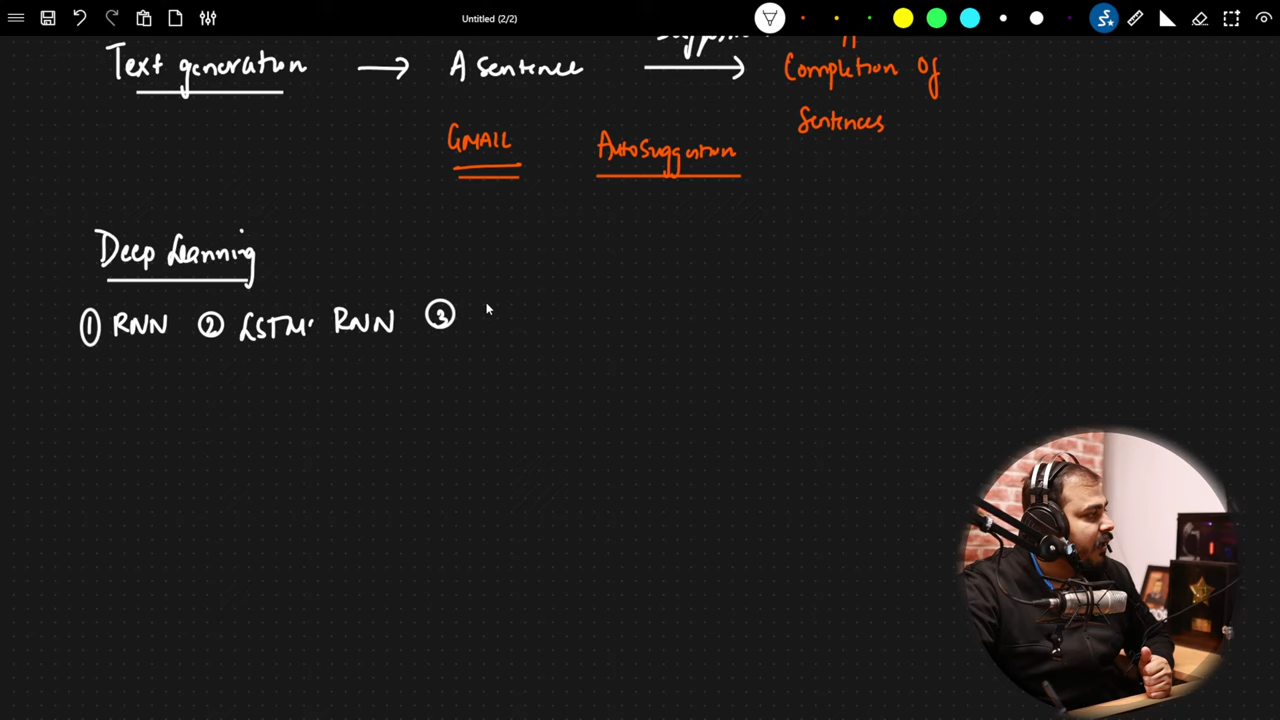 Untitled (2/2)
Text generation → A sentence → Completion Of
Sentences
GMAIL AutoSuggestion
Deep Learning
① RNN ② LSTM RNN ③